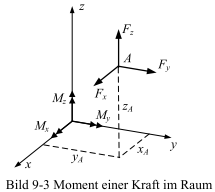 z
F_z
A
F_y
F_x
M_z
z_A
M_x
M_y
x_A
y_A
y
x
Bild 9-3 Moment einer Kraft im Raum